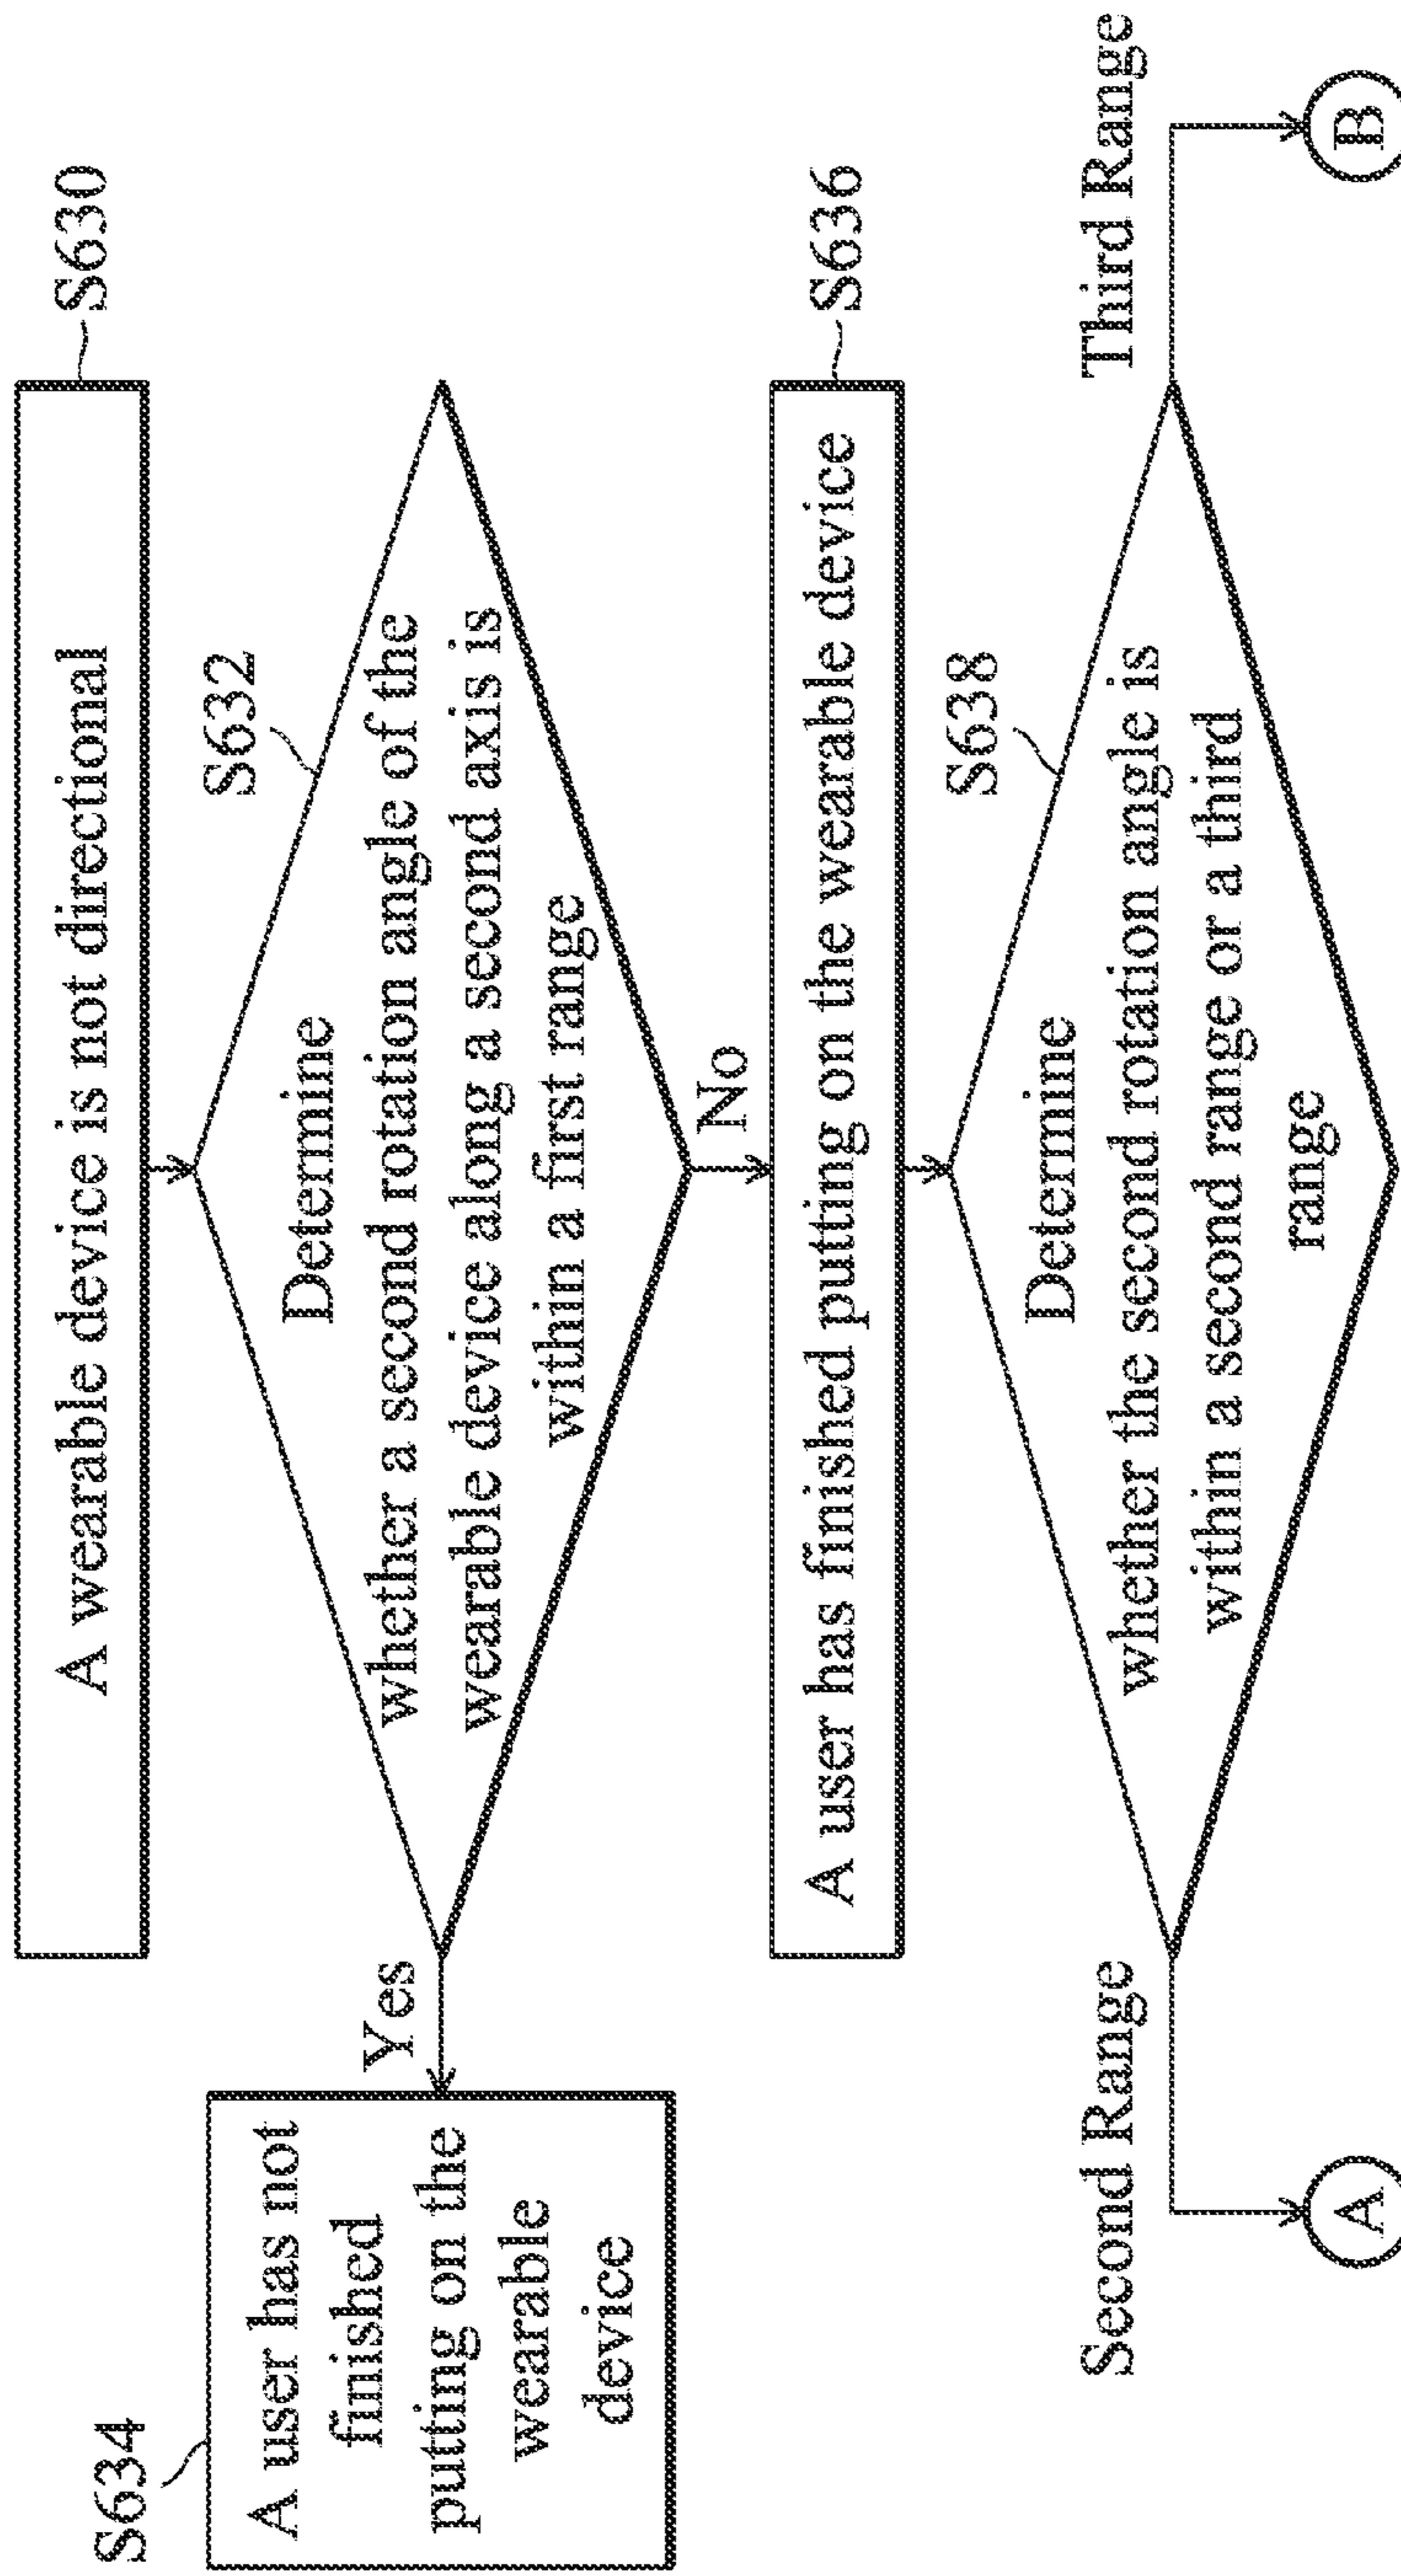 A wearable device is not directional
S630
S632
Determine
whether a second rotation angle of the
wearable device along a second axis is
within a first range
Yes
S634
A user has not
finished
putting on the
wearable
device
No
A user has finished putting on the wearable device
S636
S638
Determine
whether the second rotation angle is
within a second range or a third
range
Second Range
Third Range
A
B